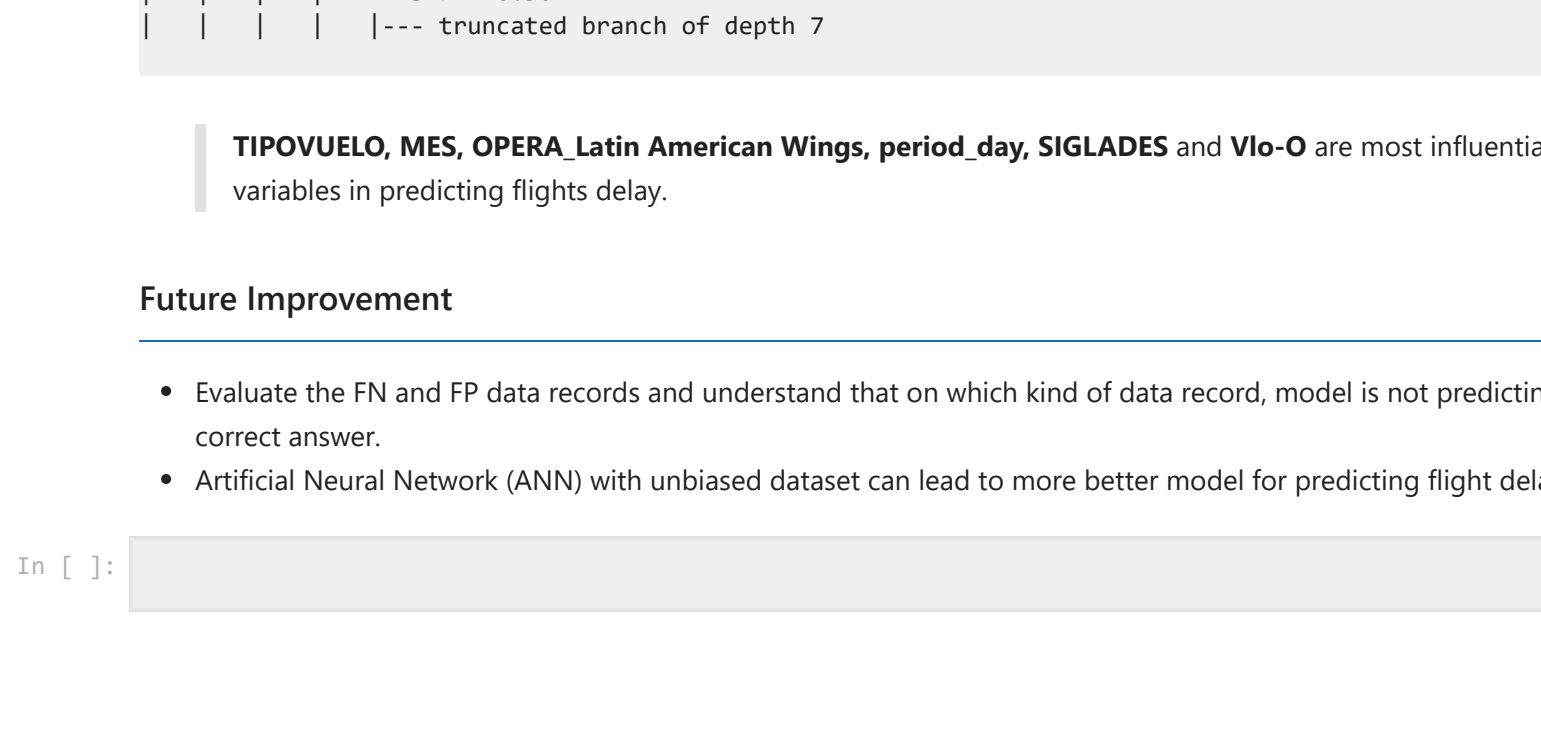 |   |   |   |   |--- truncated branch of depth 7
TIPOVUELO, MES, OPERA_Latin American Wings, period_day, SIGLADES and Vlo-O are most influentia
variables in predicting flights delay.
Future Improvement
• Evaluate the FN and FP data records and understand that on which kind of data record, model is not predictin
correct answer.
• Artificial Neural Network (ANN) with unbiased dataset can lead to more better model for predicting flight dela
In [ ]: